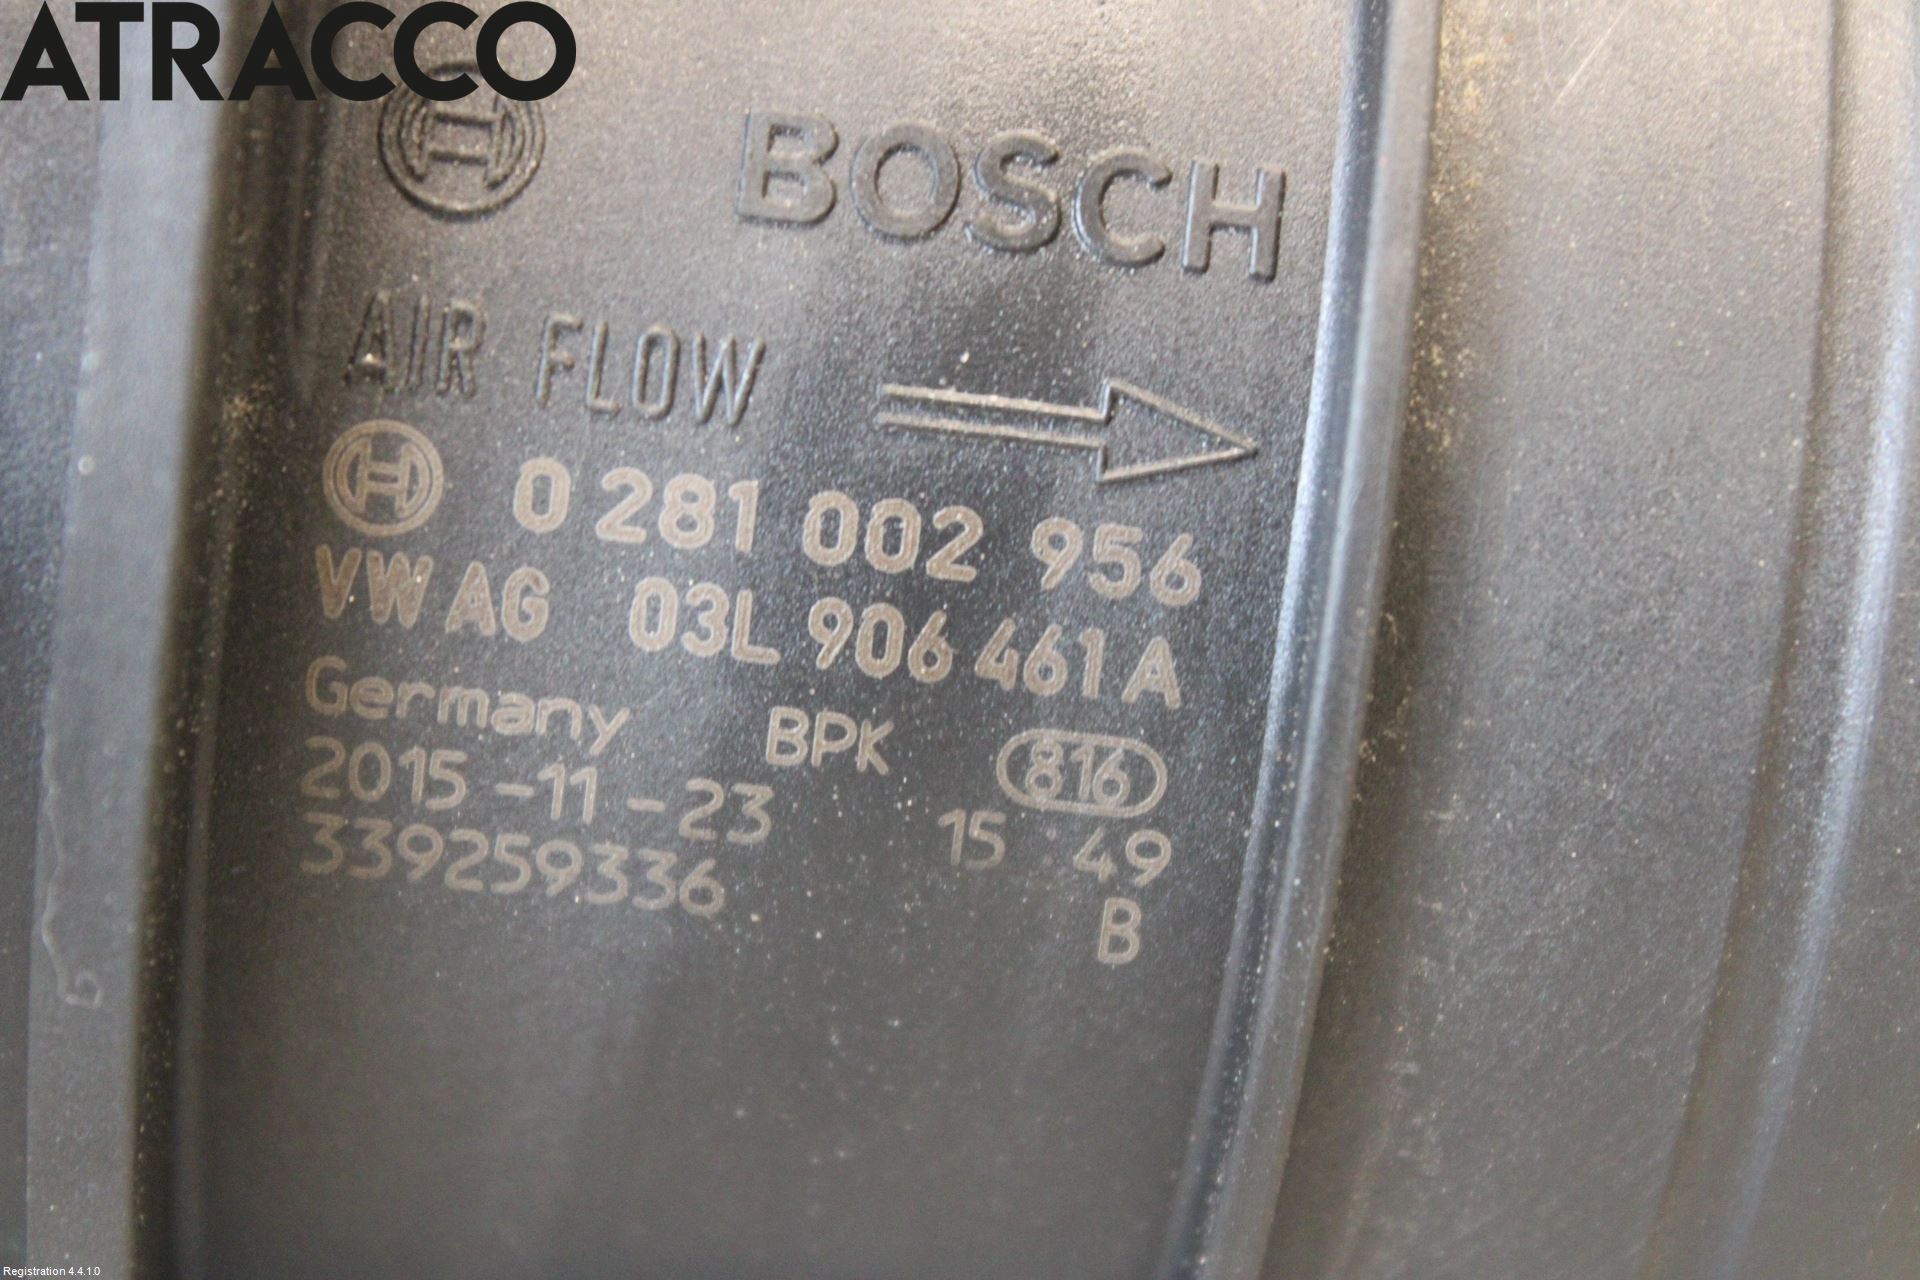 ATRACCO
BOSCH
AIR FLOW
0 281 002 956
VW AG 03L 906 461 A
Germany BPK 816
2015-11-23 15:49
339259336 B
Registration 4.4.1.0